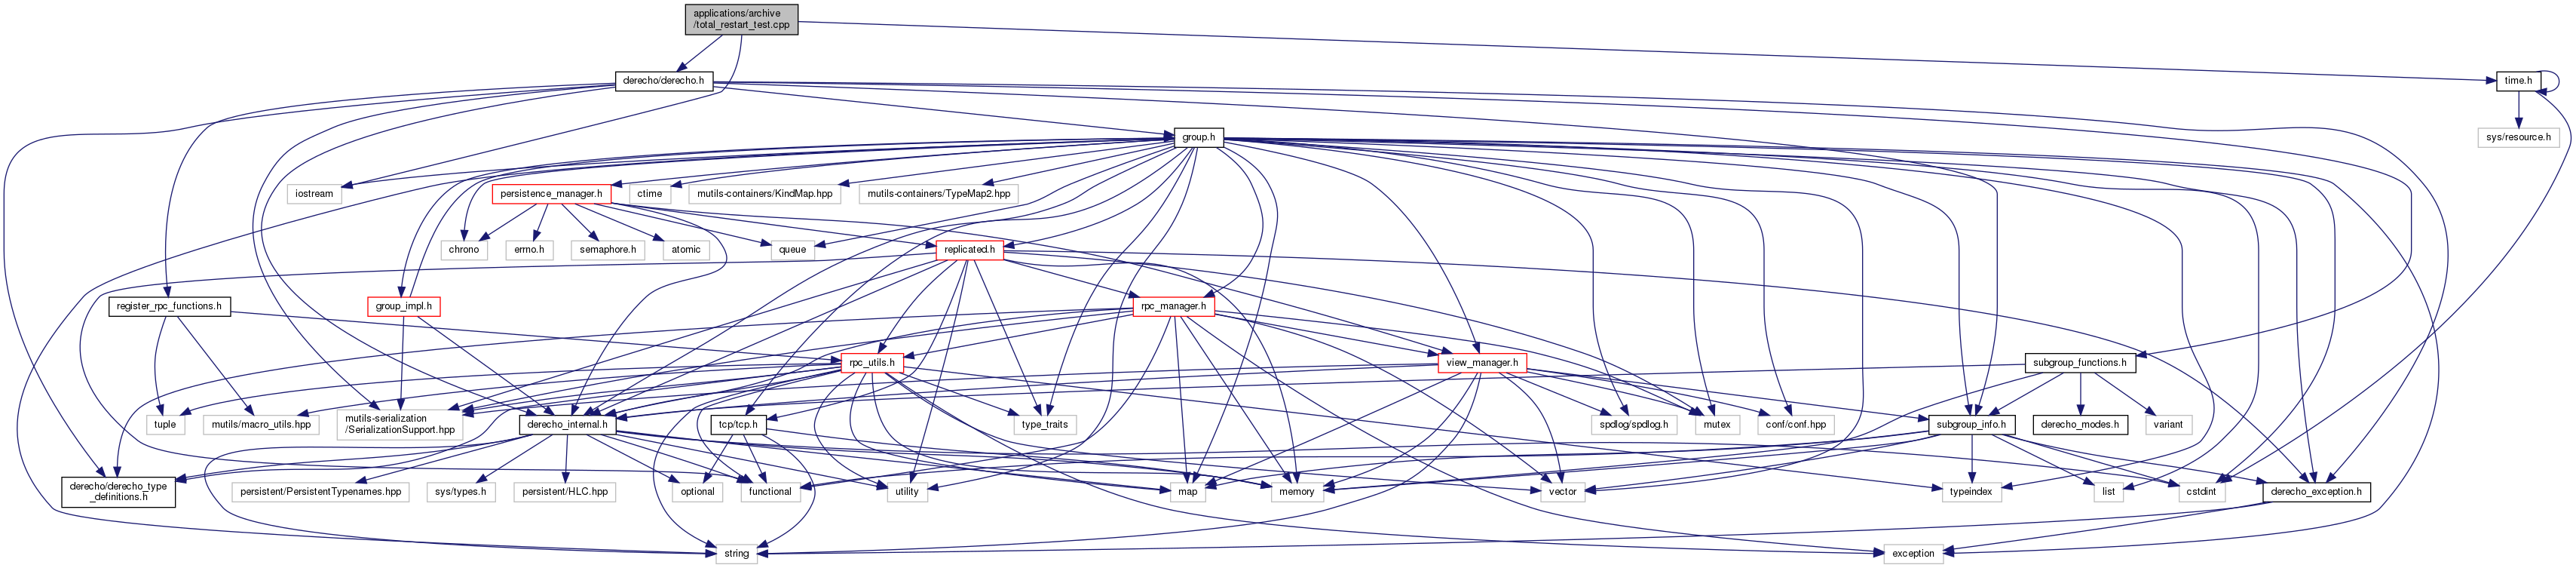 applications/archive
/total_restart_test.cpp
derecho/derecho.h
time.h
group.h
sys/resource.h
iostream
persistence_manager.h
ctime
mutils-containers/KindMap.hpp
mutils-containers/TypeMap2.hpp
chrono
errno.h
semaphore.h
atomic
queue
replicated.h
register_rpc_functions.h
group_impl.h
rpc_manager.h
rpc_utils.h
view_manager.h
subgroup_functions.h
tuple
mutils/macro_utils.hpp
mutils-serialization
/SerializationSupport.hpp
derecho_internal.h
tcp/tcp.h
type_traits
spdlog/spdlog.h
mutex
conf/conf.hpp
subgroup_info.h
derecho_modes.h
variant
derecho/derecho_type
_definitions.h
persistent/PersistentTypenames.hpp
sys/types.h
persistent/HLC.hpp
optional
functional
utility
map
memory
vector
typeindex
list
cstdint
derecho_exception.h
string
exception